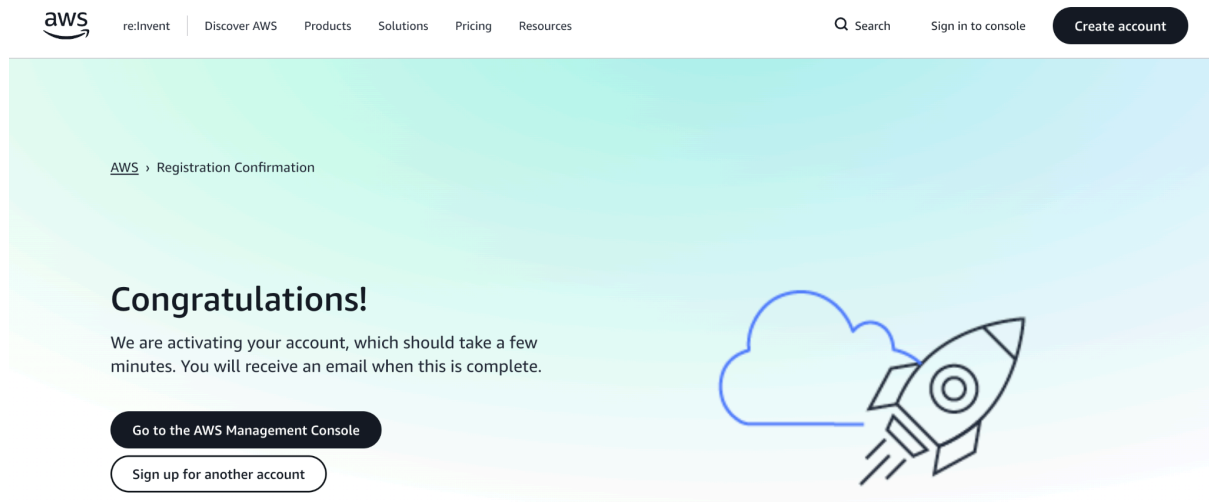 aws
re:Invent
Discover AWS
Products
Solutions
Pricing
Resources
Search
Sign in to console
Create account
AWS › Registration Confirmation
Congratulations!
We are activating your account, which should take a few
minutes. You will receive an email when this is complete.
Go to the AWS Management Console
Sign up for another account